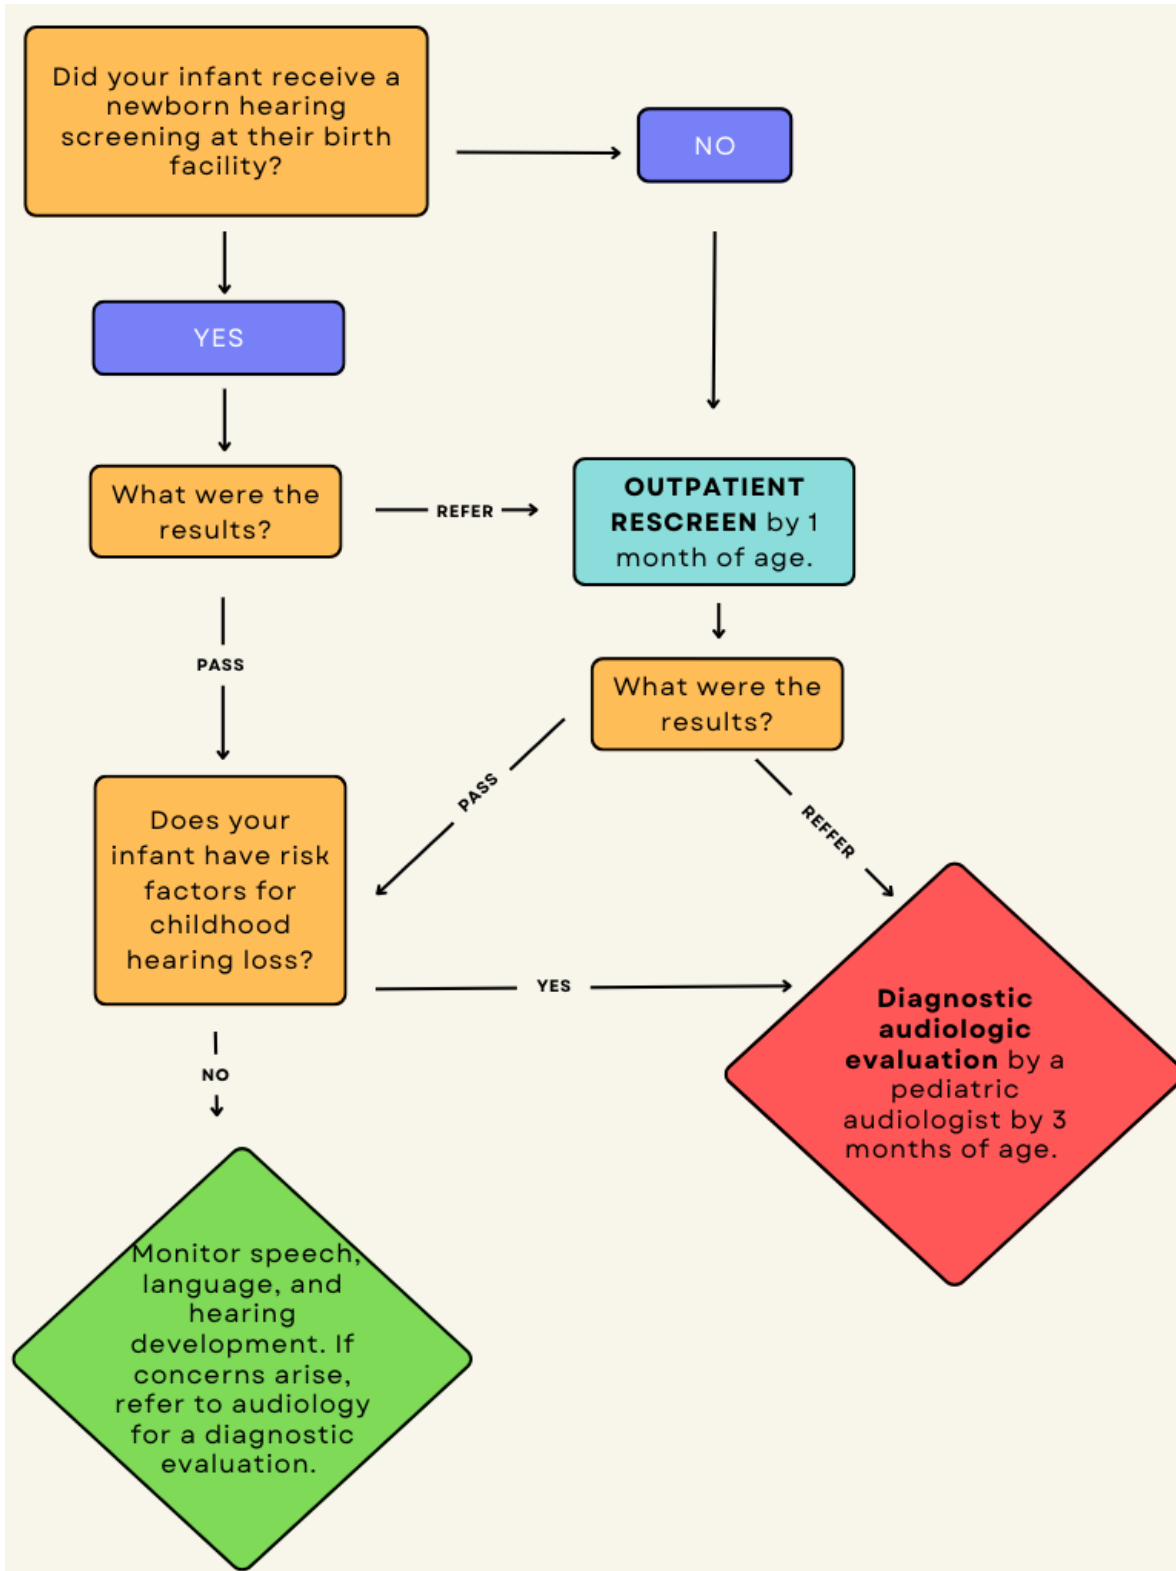 Did your infant receive a
newborn hearing
screening at their birth
facility?
NO
YES
What were the
results?
REFER
OUTPATIENT
RESCREEN by 1
month of age.
PASS
What were the
results?
PASS
REFFER
Does your
infant have risk
factors for
childhood
hearing loss?
YES
Diagnostic
audiologic
evaluation by a
pediatric
audiologist by 3
months of age.
NO
Monitor speech,
language, and
hearing
development. If
concerns arise,
refer to audiology
for a diagnostic
evaluation.